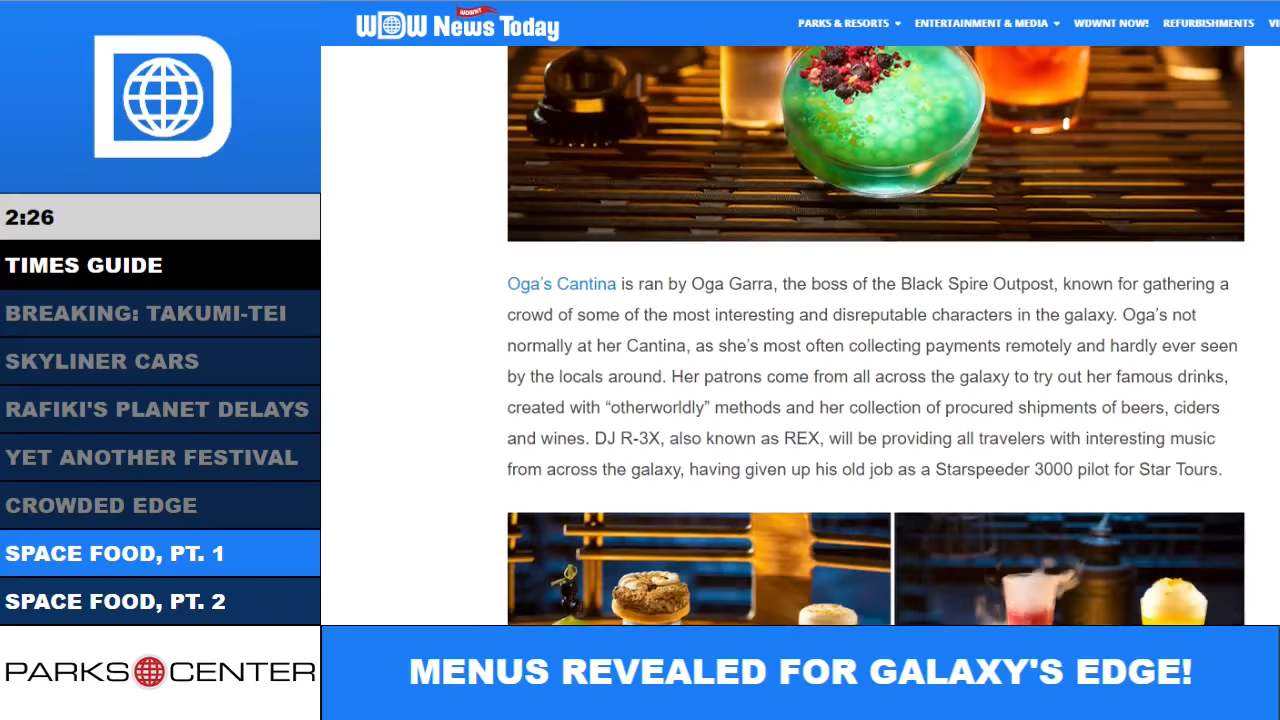 WDWNT
WDW News Today
PARKS & RESORTS
ENTERTAINMENT & MEDIA
WDWNT NOW!
REFURBISHMENTS
2:26
TIMES GUIDE
BREAKING: TAKUMI-TEI
SKYLINER CARS
RAFIKI'S PLANET DELAYS
YET ANOTHER FESTIVAL
CROWDED EDGE
SPACE FOOD, PT. 1
SPACE FOOD, PT. 2
PARKS CENTER
Oga’s Cantina is ran by Oga Garra, the boss of the Black Spire Outpost, known for gathering a
crowd of some of the most interesting and disreputable characters in the galaxy. Oga’s not
normally at her Cantina, as she’s most often collecting payments remotely and hardly ever seen
by the locals around. Her patrons come from all across the galaxy to try out her famous drinks,
created with “otherworldly” methods and her collection of procured shipments of beers, ciders
and wines. DJ R-3X, also known as REX, will be providing all travelers with interesting music
from across the galaxy, having given up his old job as a Starspeeder 3000 pilot for Star Tours.
MENUS REVEALED FOR GALAXY'S EDGE!